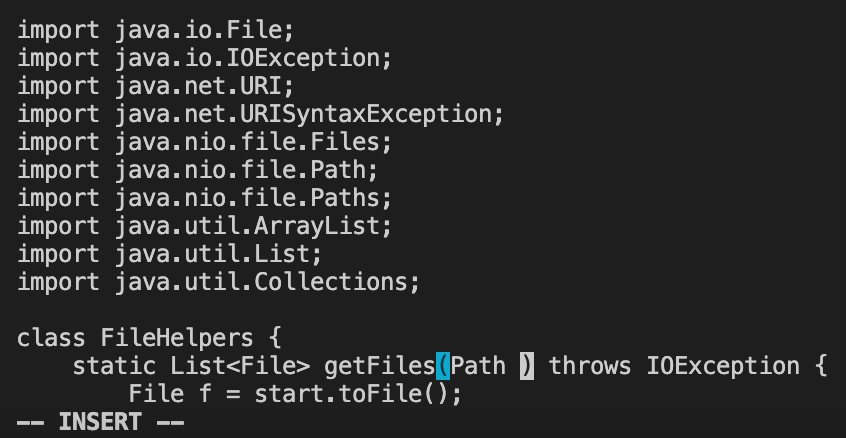 import java.io.File;
import java.io.IOException;
import java.net.URI;
import java.net.URISyntaxException;
import java.nio.file.Files;
import java.nio.file.Path;
import java.nio.file.Paths;
import java.util.ArrayList;
import java.util.List;
import java.util.Collections;

class FileHelpers {
    static List<File> getFiles(Path ) throws IOException {
        File f = start.toFile();
-- INSERT --